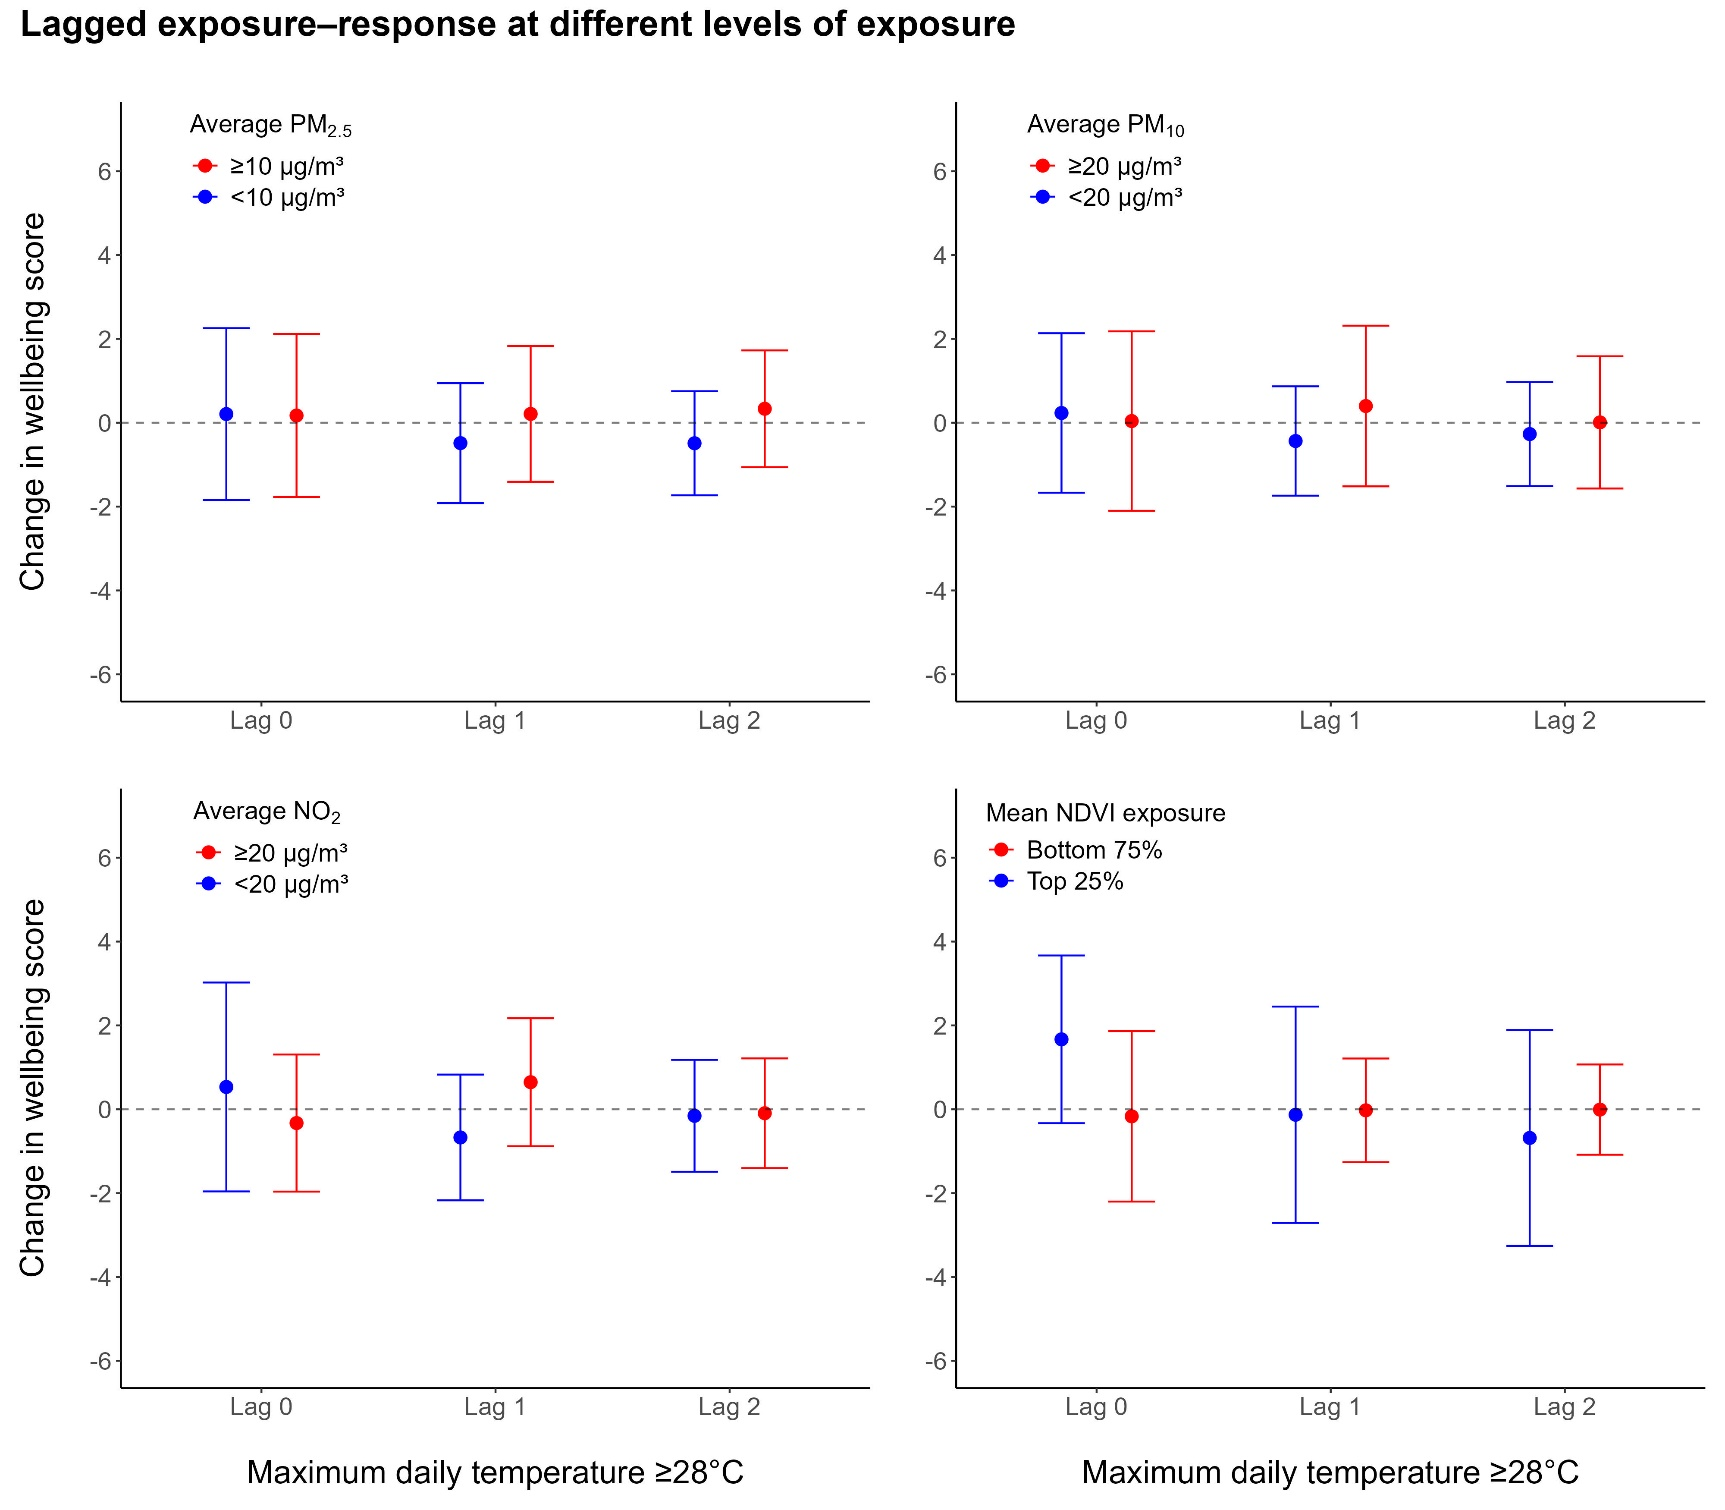 Lagged exposure–response at different levels of exposure
Average PM₂.₅
≥10 µg/m³
<10 µg/m³
Change in wellbeing score
6
4
2
0
-2
-4
-6
Lag 0
Lag 1
Lag 2
Average PM₁₀
≥20 µg/m³
<20 µg/m³
6
4
2
0
-2
-4
-6
Lag 0
Lag 1
Lag 2
Average NO₂
≥20 µg/m³
<20 µg/m³
Change in wellbeing score
6
4
2
0
-2
-4
-6
Lag 0
Lag 1
Lag 2
Maximum daily temperature ≥28°C
Mean NDVI exposure
Bottom 75%
Top 25%
6
4
2
0
-2
-4
-6
Lag 0
Lag 1
Lag 2
Maximum daily temperature ≥28°C